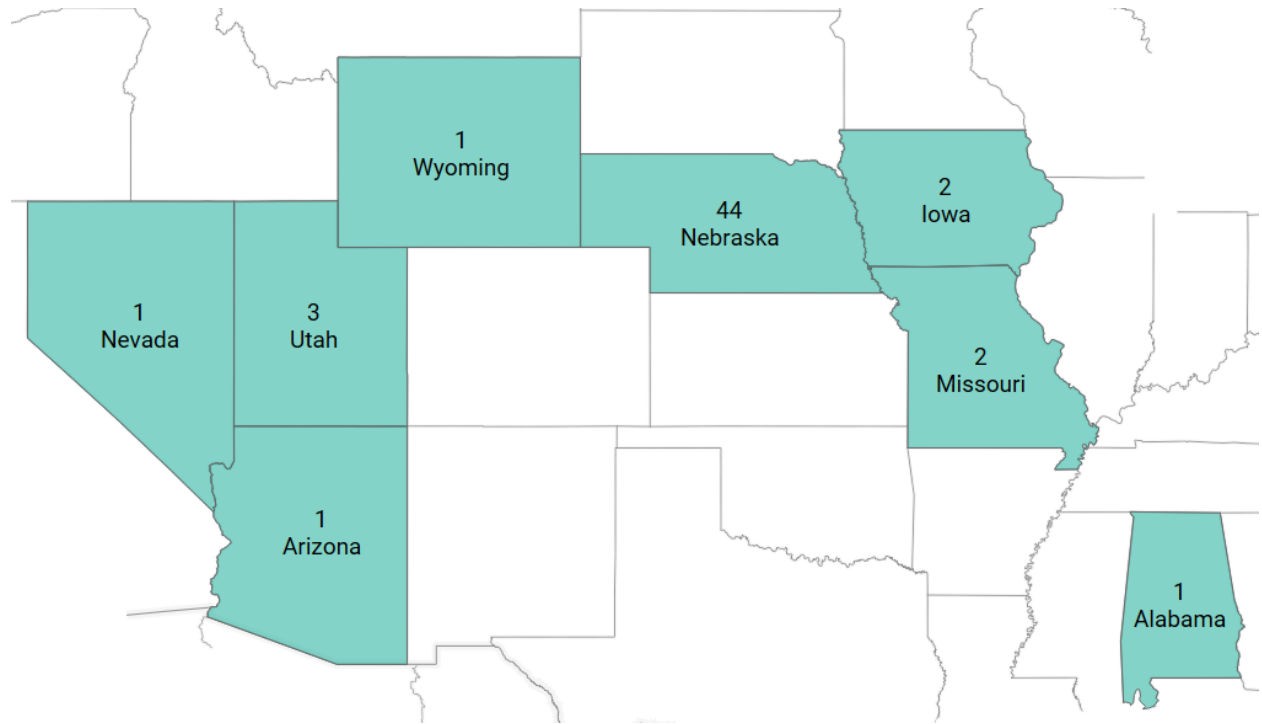 1
Wyoming
44
Nebraska
2
Iowa
1
Nevada
3
Utah
2
Missouri
1
Arizona
1
Alabama